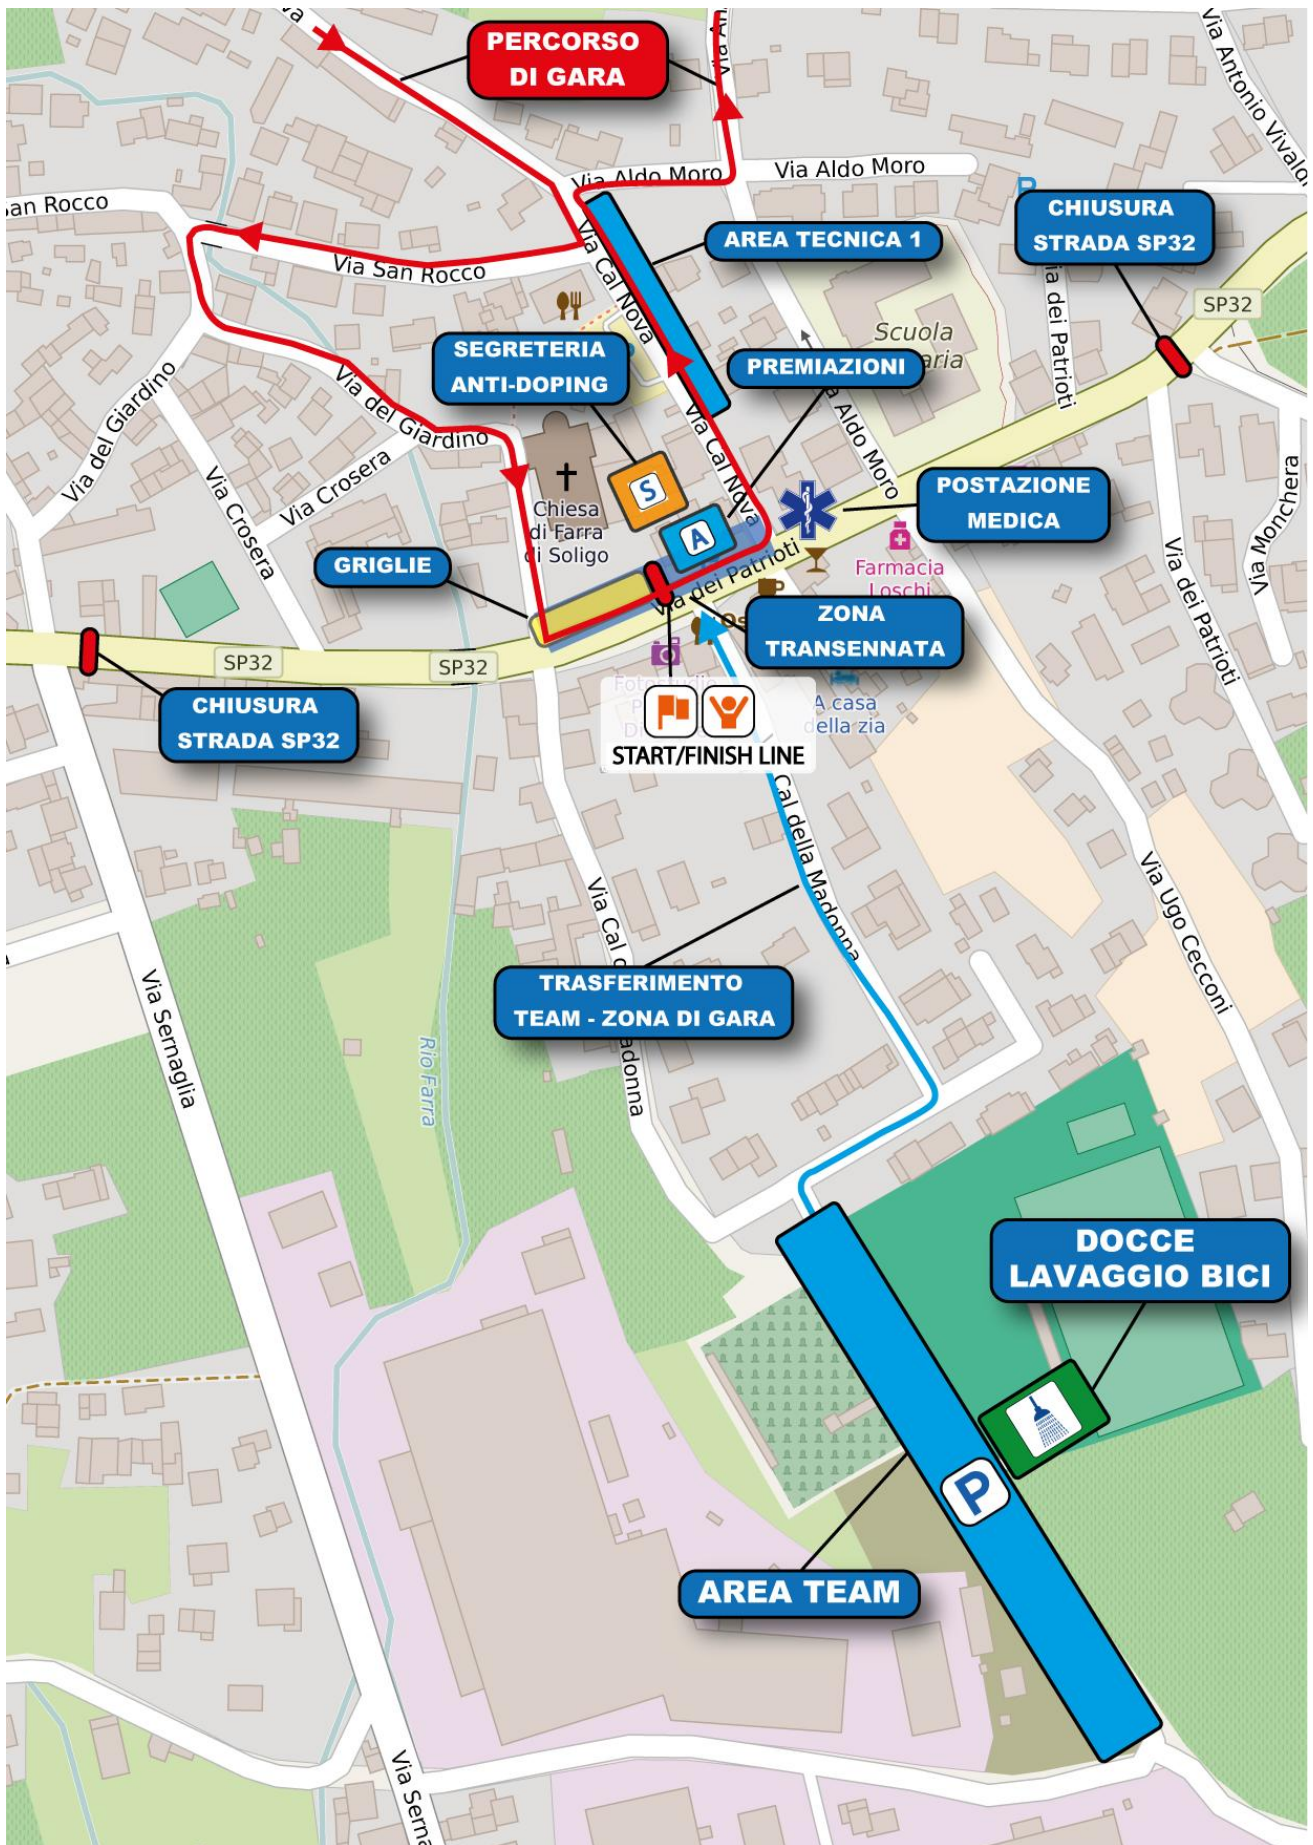 PERCORSO
DI GARA
Via Antonio Vivaldi
Via Aldo Moro
Via Aldo Moro
P
San Rocco
CHIUSURA
STRADA SP32
AREA TECNICA 1
Via San Rocco
Via Cal Nova
SP32
SEGRETERIA
ANTI-DOPING
PREMIAZIONI
Scuola
Via del Giardino
Via del Giardino
Via Cal Nova
Aldo Moro
dei Patrioti
Via Crosera
Via Crosera
S
A
Chiesa
di Farra
di Soligo
POSTAZIONE
MEDICA
Via Monchera
Via dei Patrioti
GRIGLIE
Via dei Patrioti
Farmacia
Loschi
ZONA
TRANSENNATA
SP32
SP32
CHIUSURA
STRADA SP32
START/FINISH LINE
A casa
della zia
Cal della Madonna
Via Ugo Cecconi
Via Cal
TRASFERIMENTO
TEAM - ZONA DI GARA
Via Sernaglia
Rio Farra
DOCCE
LAVAGGIO BICI
P
AREA TEAM
Via Serna